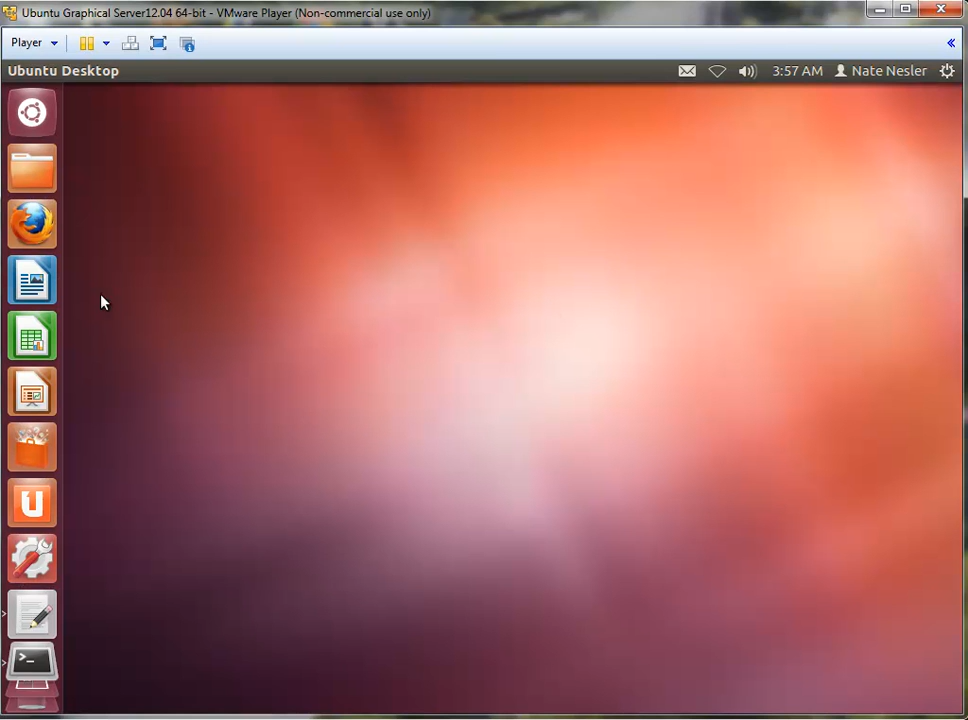 Ubuntu Graphical Server12.04 64-bit - VMware Player (Non-commercial use only)
Player
Ubuntu Desktop 3:57 AM Nate Nesler